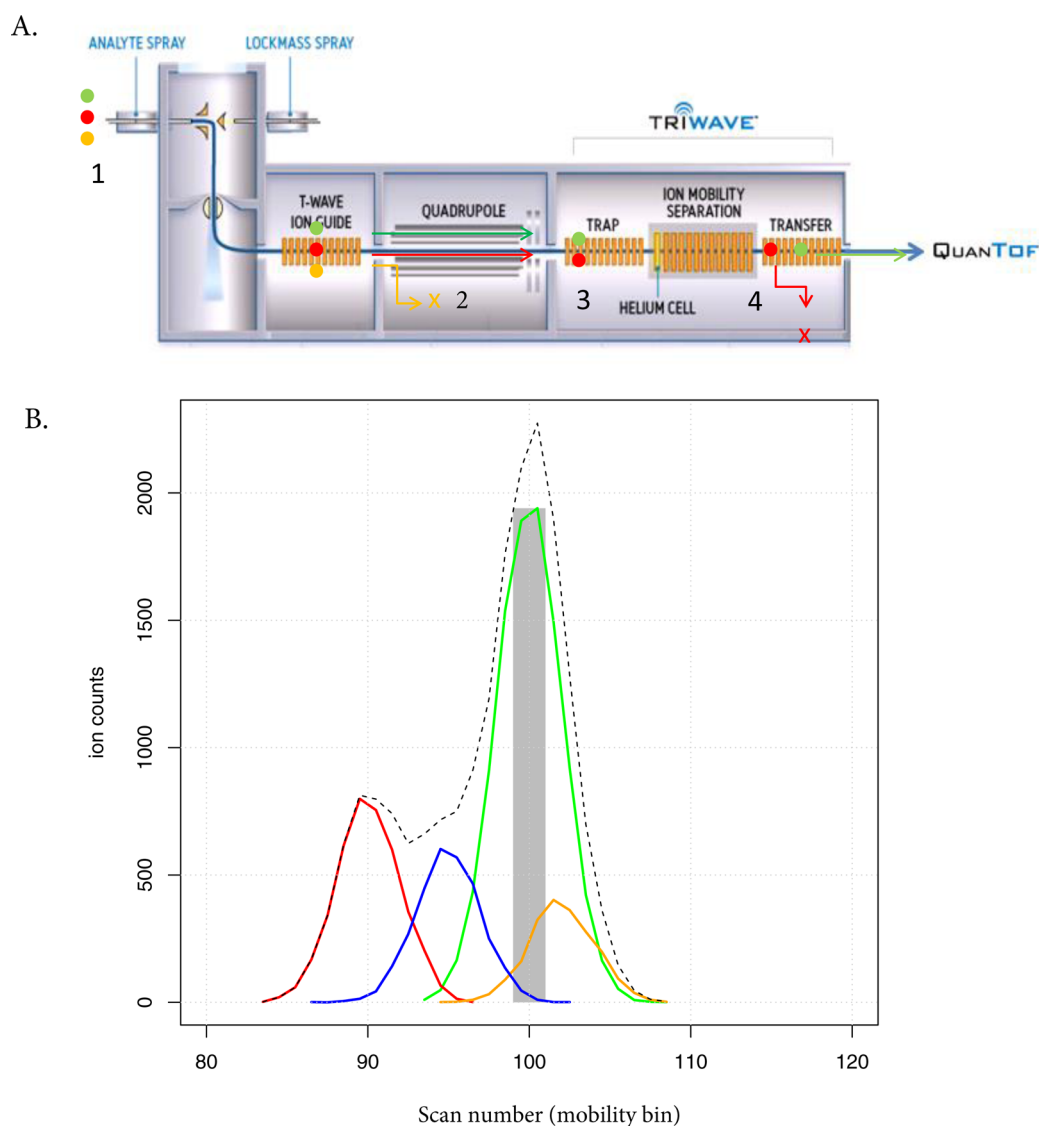 A.
ANALYTE SPRAY
LOCKMASS SPRAY
1
TRIWAVE
T-WAVE
ION GUIDE
QUADRUPOLE
TRAP
ION MOBILITY
SEPARATION
TRANSFER
QUANTOF
x 2
3
HELIUM CELL
4
x
B.
ion counts
2000
1500
1000
500
0
80 90 100 110 120
Scan number (mobility bin)